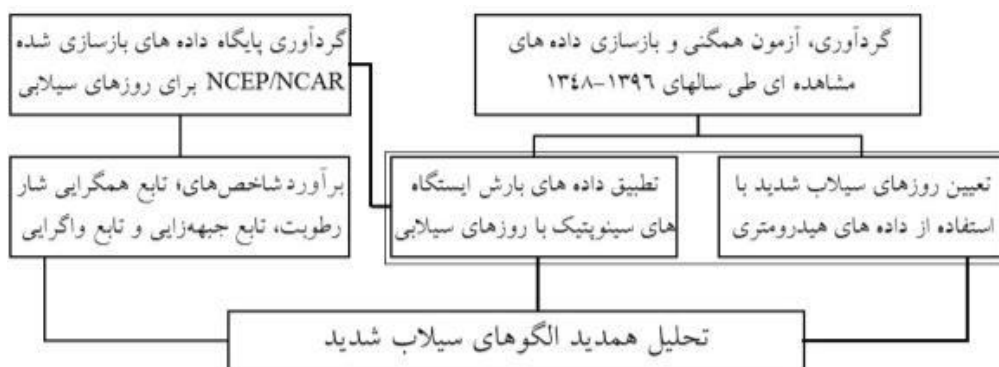 گردآوری، آزمون همگنی و بازسازی داده های
مشاهده ای طی سالهای ۱۳۹۶-۱۳٤۸
گردآوری پایگاه داده های بازسازی شده
NCEP/NCAR برای روزهای سیلابی
تعیین روزهای سیلاب شدید با
استفاده از داده های هیدرومتری
تطبیق داده های بارش ایستگاه
های سینوپتیک با روزهای سیلابی
برآورد شاخص‌های؛ تابع همگرایی شار
رطوبت، تابع جبهه‌زایی و تابع واگرایی
تحلیل همدید الگوهای سیلاب شدید